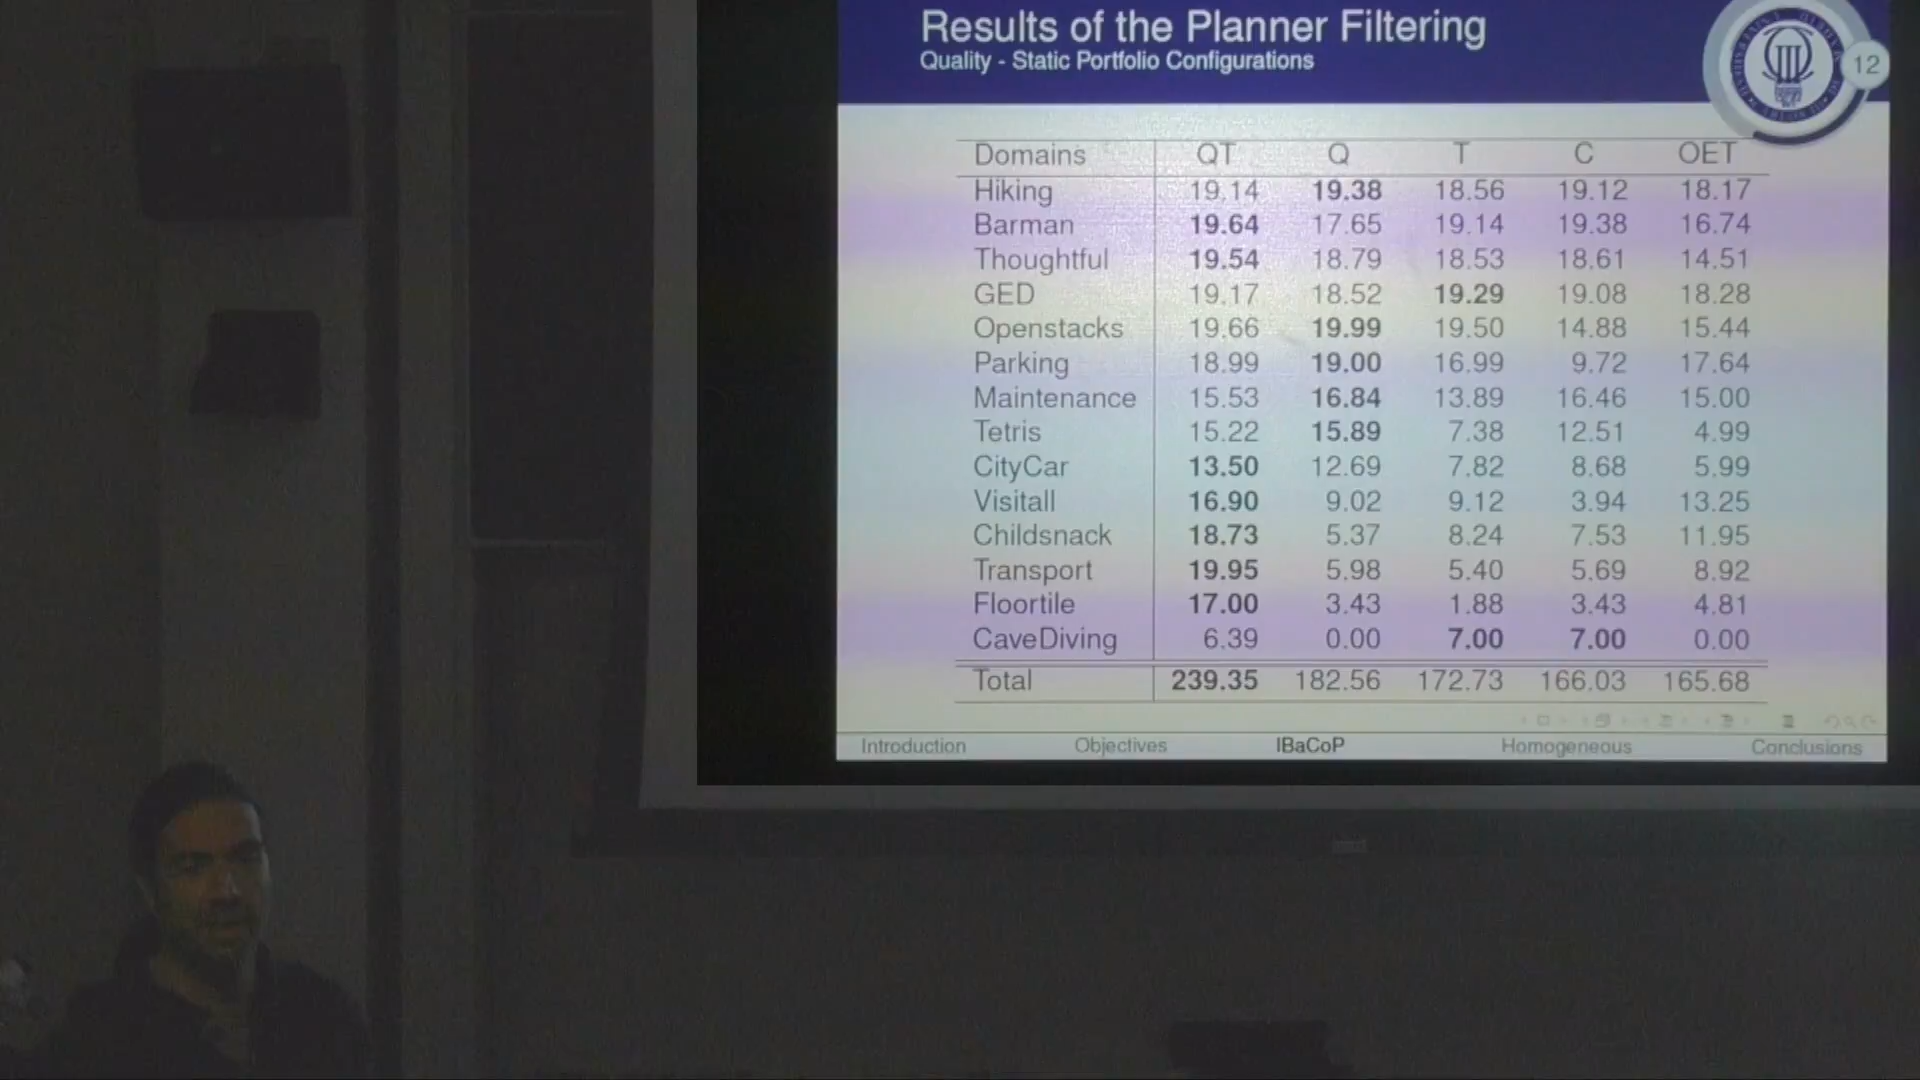 Results of the Planner Filtering
Quality - Static Portfolio Configurations
12
Domains QT Q T C OET
Hiking 19.14 19.38 18.56 19.12 18.17
Barman 19.64 17.65 19.14 19.38 16.74
Thoughtful 19.54 18.79 18.53 18.61 14.51
GED 19.17 18.52 19.29 19.08 18.28
Openstacks 19.66 19.99 19.50 14.88 15.44
Parking 18.99 19.00 16.99 9.72 17.64
Maintenance 15.53 16.84 13.89 16.46 15.00
Tetris 15.22 15.89 7.38 12.51 4.99
CityCar 13.50 12.69 7.82 8.68 5.99
Visitall 16.90 9.02 9.12 3.94 13.25
Childsnack 18.73 5.37 8.24 7.53 11.95
Transport 19.95 5.98 5.40 5.69 8.92
Floortile 17.00 3.43 1.88 3.43 4.81
CaveDiving 6.39 0.00 7.00 7.00 0.00
Total 239.35 182.56 172.73 166.03 165.68
Introduction Objectives IBaCoP Homogeneous Conclusions